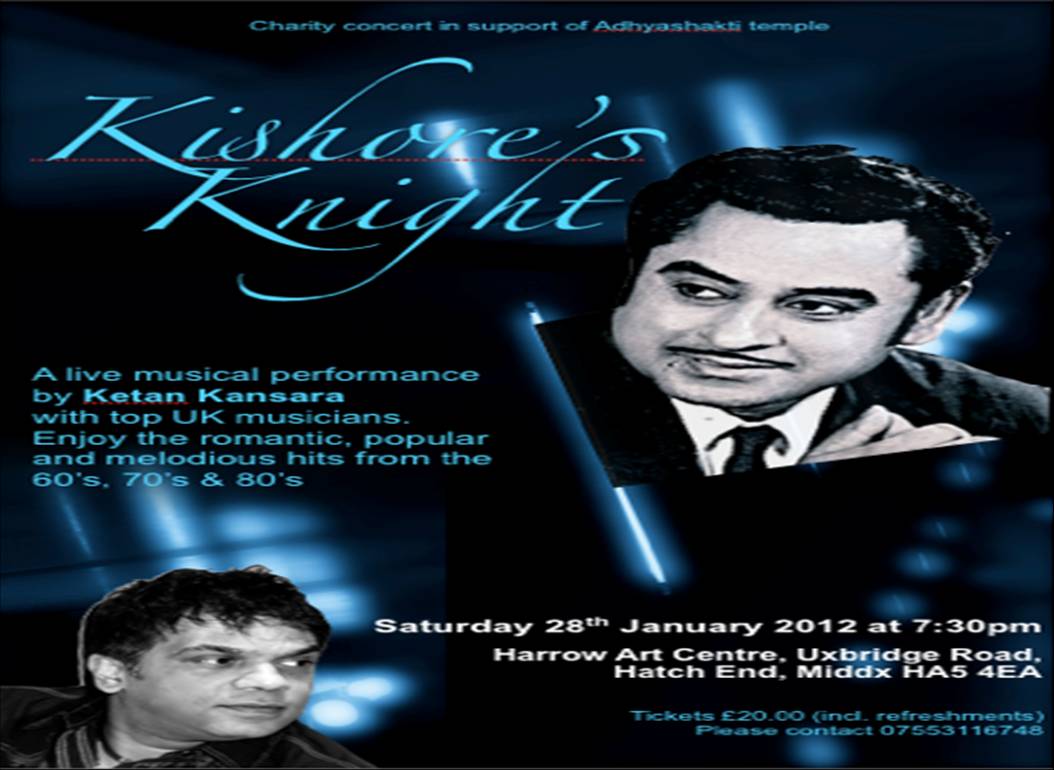 Charity concert in support of Adhyashakti temple
Kishore's
Knight
A live musical performance
by Ketan Kansara
with top UK musicians.
Enjoy the romantic, popular
and melodious hits from the
60's, 70's & 80's
Saturday 28th January 2012 at 7:30pm
Harrow Art Centre, Uxbridge Road,
Hatch End, Middx HA5 4EA
Tickets £20.00 (incl. refreshments)
Please contact 07553116748